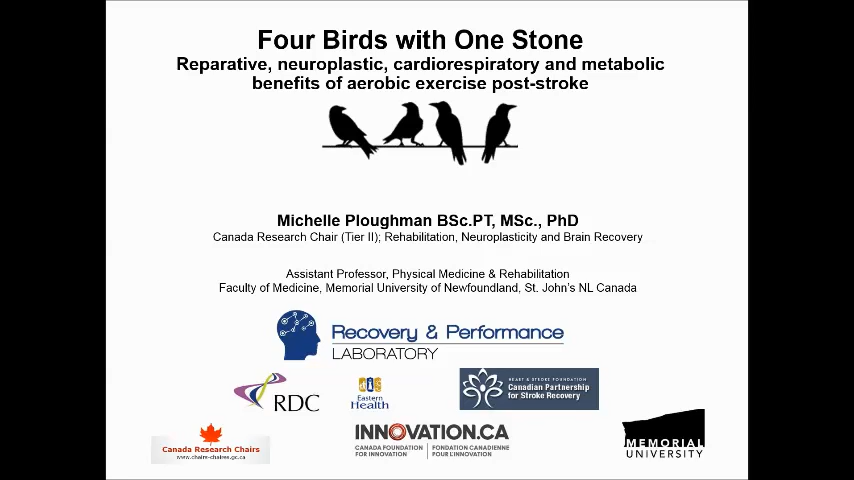 Four Birds with One Stone
Reparative, neuroplastic, cardiorespiratory and metabolic
benefits of aerobic exercise post-stroke
Michelle Ploughman BSc.PT, MSc., PhD
Canada Research Chair (Tier II); Rehabilitation, Neuroplasticity and Brain Recovery
Assistant Professor, Physical Medicine & Rehabilitation
Faculty of Medicine, Memorial University of Newfoundland, St. John's NL Canada
Recovery & Performance
LABORATORY
RDC
Eastern
Health
HEART & STROKE FOUNDATION
Canadian Partnership
for Stroke Recovery
Canada Research Chairs
www.chairs-chaires.gc.ca
INNOVATION.CA
CANADA FOUNDATION
FOR INNOVATION
FONDATION CANADIENNE
POUR L'INNOVATION
MEMORIAL
UNIVERSITY